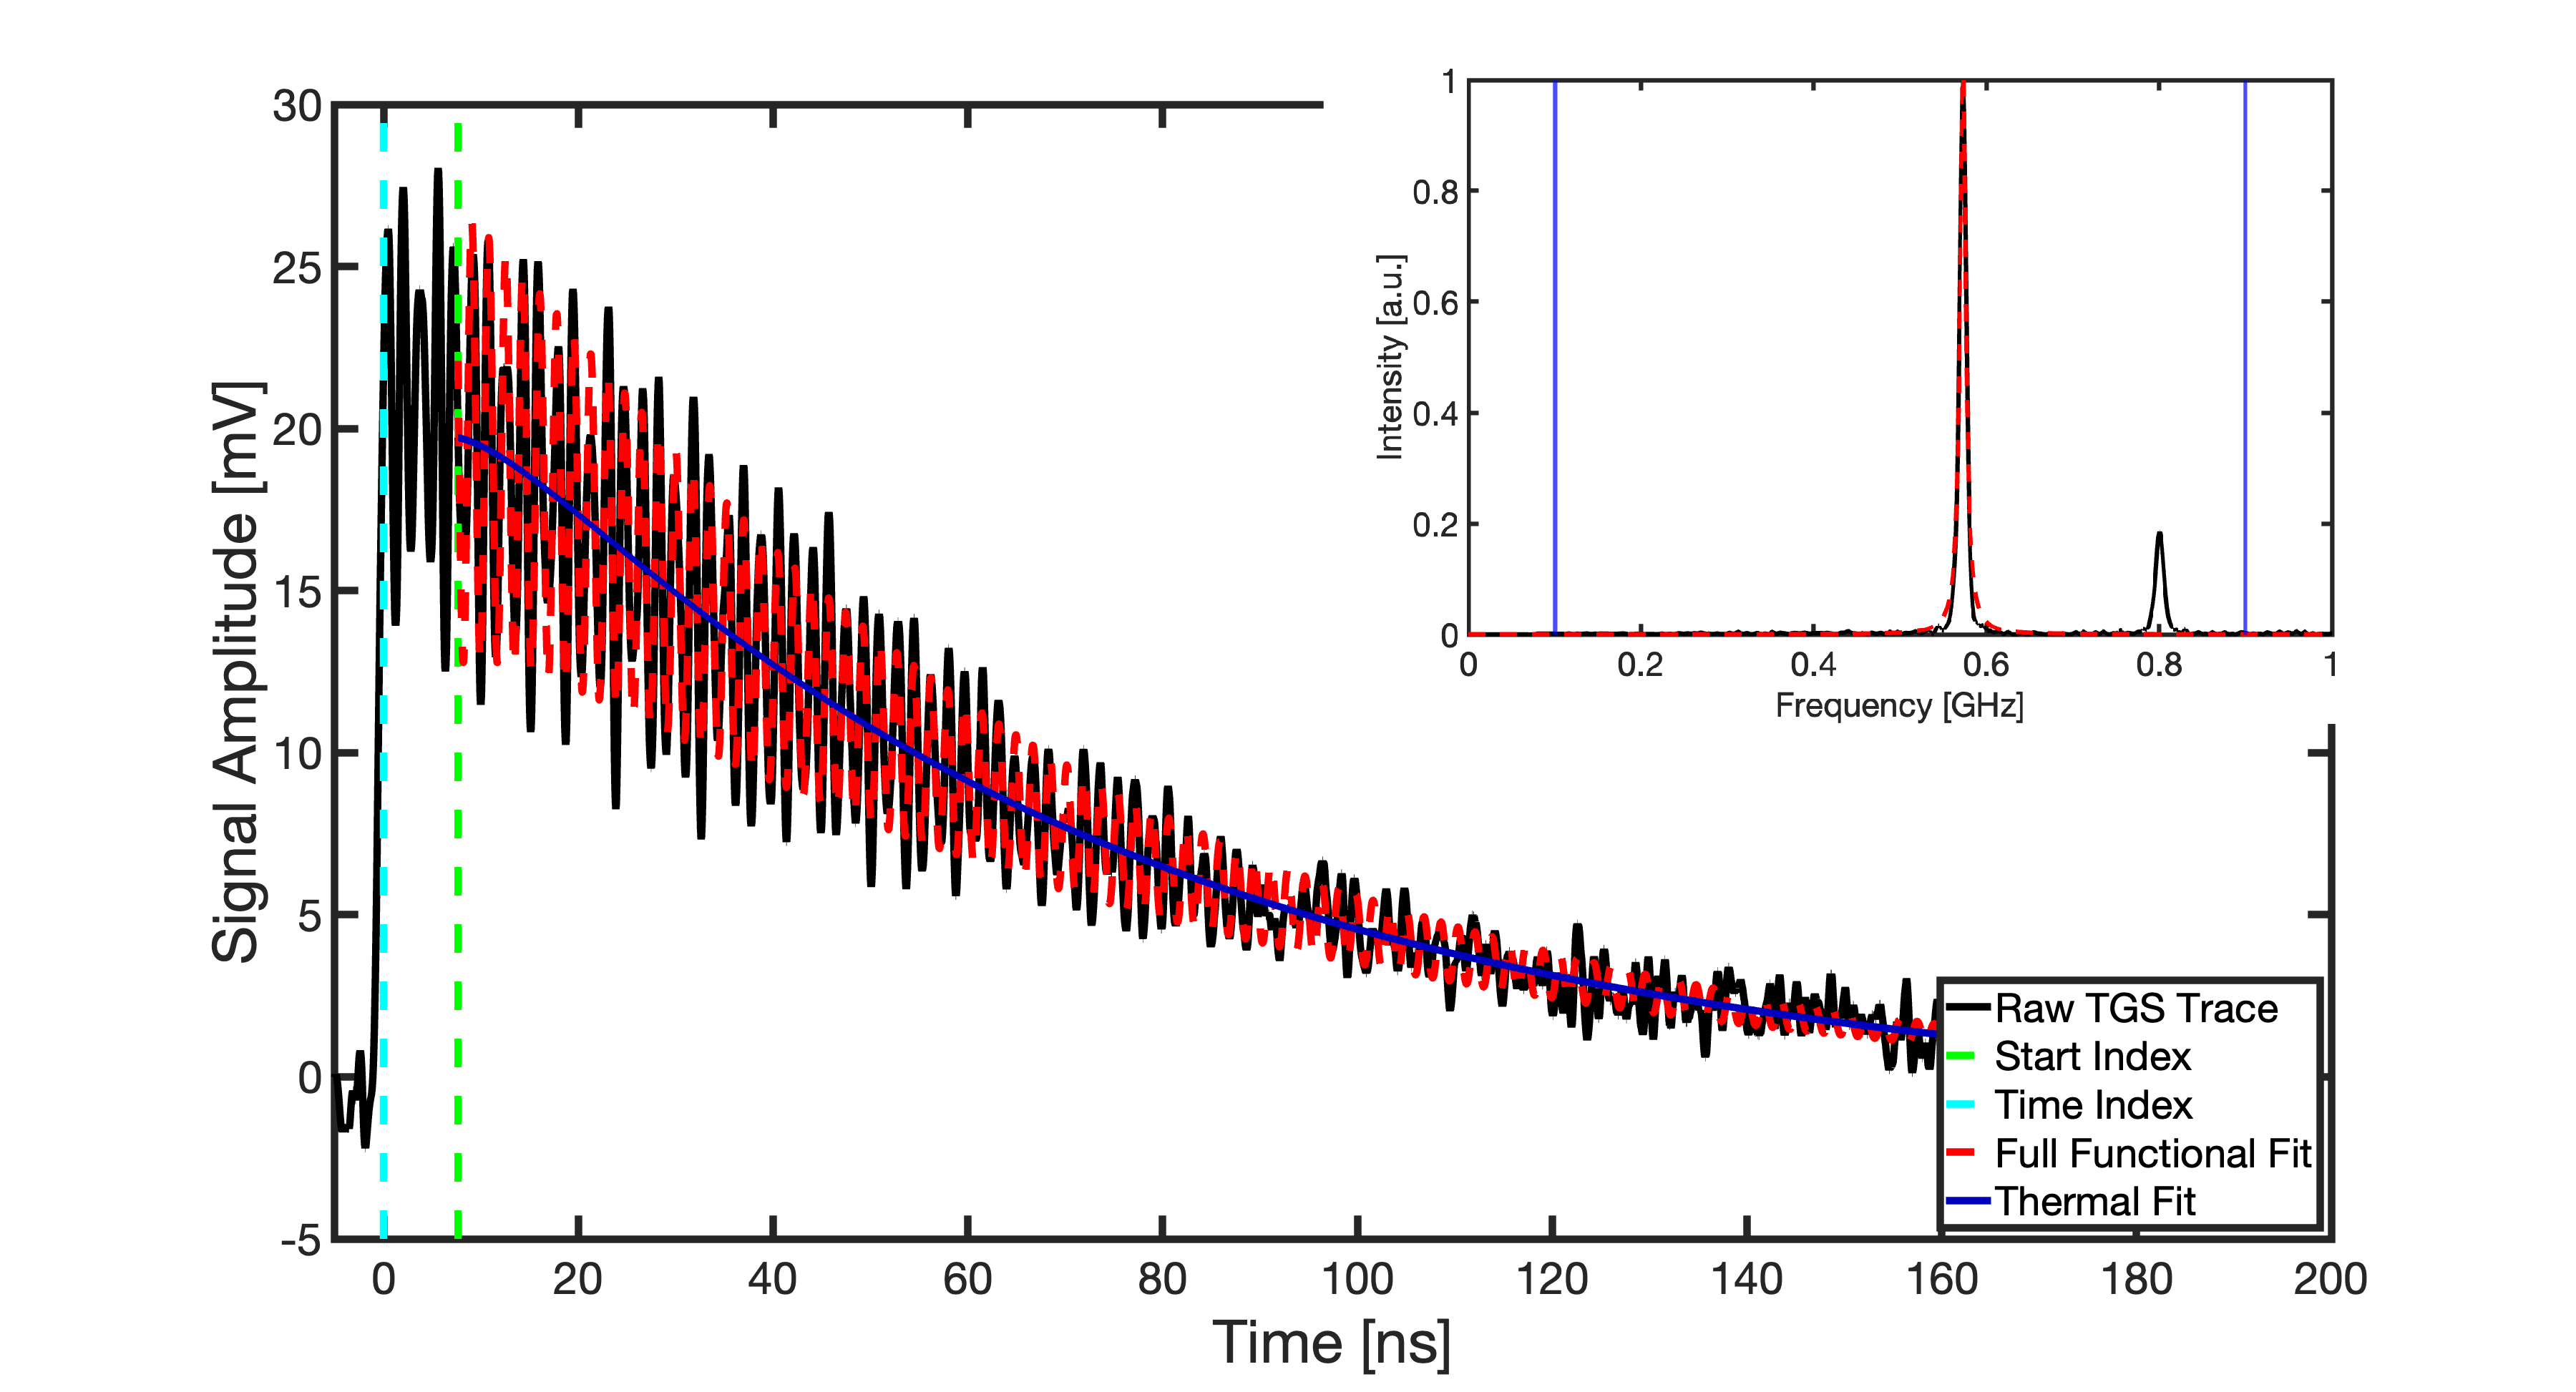 30
25
20
15
10
5
0
-5
Signal Amplitude [mV]
0 20 40 60 80 100 120 140 160 180 200
Time [ns]
1
0.8
0.6
0.4
0.2
0
Intensity [a.u.]
0 0.2 0.4 0.6 0.8 1
Frequency [GHz]
Raw TGS Trace
Start Index
Time Index
Full Functional Fit
Thermal Fit